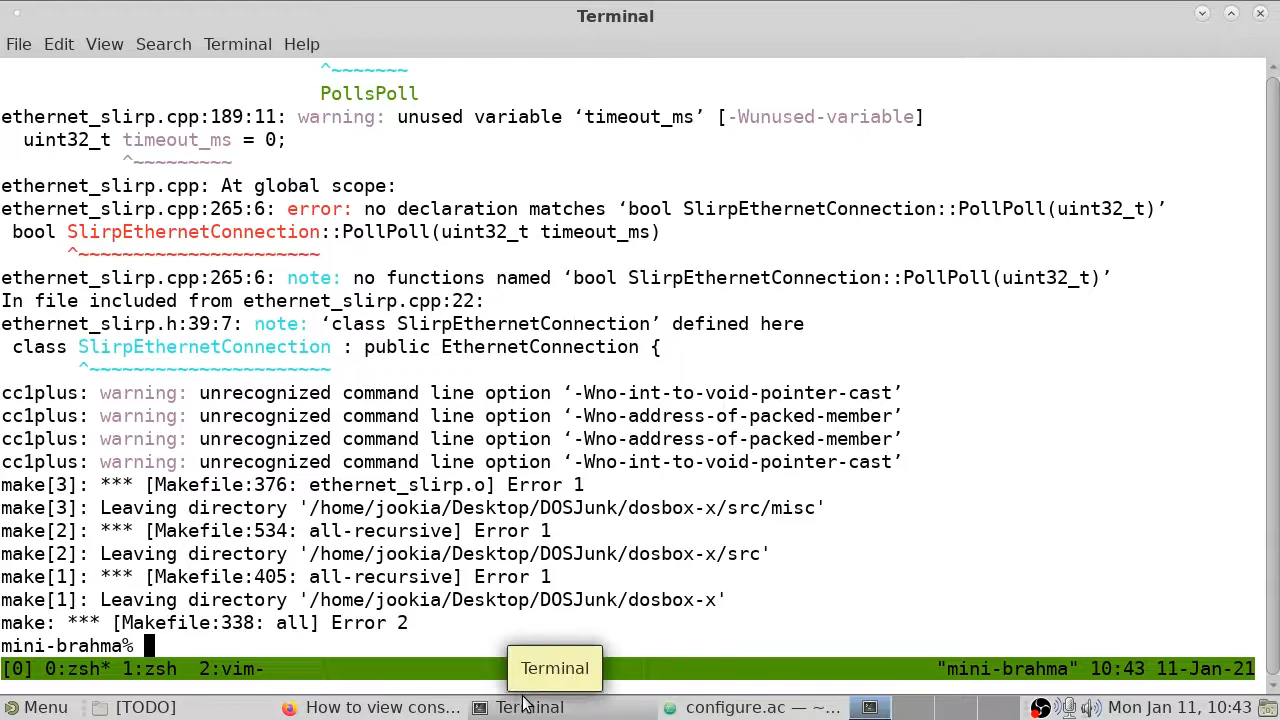 Terminal
File Edit View Search Terminal Help
^~~~~~~~
PollsPoll
ethernet_slirp.cpp:189:11: warning: unused variable ‘timeout_ms’ [-Wunused-variable]
uint32_t timeout_ms = 0;
^~~~~~~~~~
ethernet_slirp.cpp: At global scope:
ethernet_slirp.cpp:265:6: error: no declaration matches ‘bool SlirpEthernetConnection::PollPoll(uint32_t)’
bool SlirpEthernetConnection::PollPoll(uint32_t timeout_ms)
^~~~~~~~~~~~~~~~~~~~~~~
ethernet_slirp.cpp:265:6: note: no functions named ‘bool SlirpEthernetConnection::PollPoll(uint32_t)’
In file included from ethernet_slirp.cpp:22:
ethernet_slirp.h:39:7: note: ‘class SlirpEthernetConnection’ defined here
class SlirpEthernetConnection : public EthernetConnection {
^~~~~~~~~~~~~~~~~~~~~~~
cc1plus: warning: unrecognized command line option ‘-Wno-int-to-void-pointer-cast’
cc1plus: warning: unrecognized command line option ‘-Wno-address-of-packed-member’
cc1plus: warning: unrecognized command line option ‘-Wno-address-of-packed-member’
cc1plus: warning: unrecognized command line option ‘-Wno-int-to-void-pointer-cast’
make[3]: *** [Makefile:376: ethernet_slirp.o] Error 1
make[3]: Leaving directory '/home/jookia/Desktop/DOSJunk/dosbox-x/src/misc'
make[2]: *** [Makefile:534: all-recursive] Error 1
make[2]: Leaving directory '/home/jookia/Desktop/DOSJunk/dosbox-x/src'
make[1]: *** [Makefile:405: all-recursive] Error 1
make[1]: Leaving directory '/home/jookia/Desktop/DOSJunk/dosbox-x'
make: *** [Makefile:338: all] Error 2
mini-brahma%
[0] 0:zsh* 1:zsh 2:vim- "mini-brahma" 10:43 11-Jan-21
Terminal
Menu [TODO] How to view cons... Terminal configure.ac — ~... Mon Jan 11, 10:43